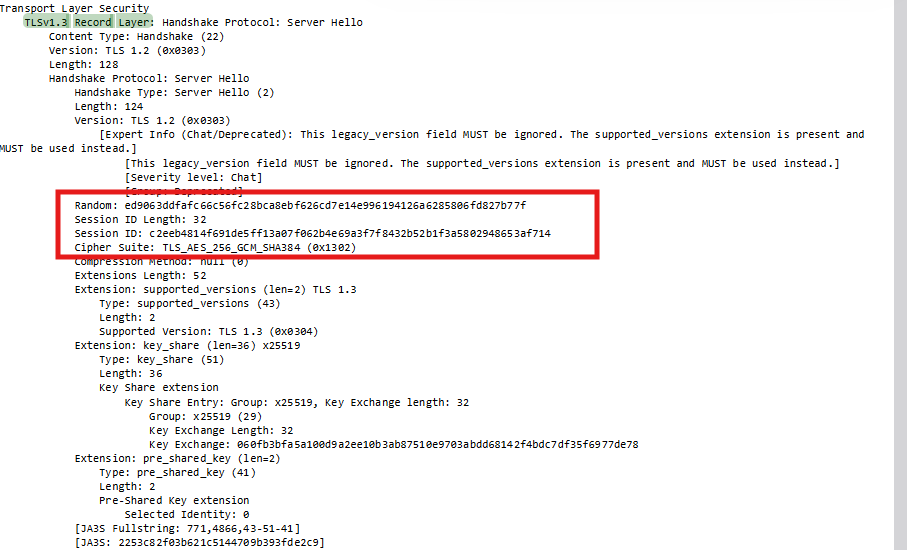 Transport Layer Security
TLSv1.3 Record Layer: Handshake Protocol: Server Hello
Content Type: Handshake (22)
Version: TLS 1.2 (0x0303)
Length: 128
Handshake Protocol: Server Hello
Handshake Type: Server Hello (2)
Length: 124
Version: TLS 1.2 (0x0303)
[Expert Info (Chat/Deprecated): This legacy_version field MUST be ignored. The supported_versions extension is present and
MUST be used instead.]
[This legacy_version field MUST be ignored. The supported_versions extension is present and MUST be used instead.]
[Severity level: Chat]
[Group: Deprecated]
Random: ed9063ddfafc66c56fc28bca8ebf626cd7e14e996194126a6285806fd827b77f
Session ID Length: 32
Session ID: c2eeb4814f691de5ff13a07f062b4e69a3f7f8432b52b1f3a5802948653af714
Cipher Suite: TLS_AES_256_GCM_SHA384 (0x1302)
Compression Method: null (0)
Extensions Length: 52
Extension: supported_versions (len=2) TLS 1.3
Type: supported_versions (43)
Length: 2
Supported Version: TLS 1.3 (0x0304)
Extension: key_share (len=36) x25519
Type: key_share (51)
Length: 36
Key Share extension
Key Share Entry: Group: x25519, Key Exchange length: 32
Group: x25519 (29)
Key Exchange Length: 32
Key Exchange: 060fb3bfa5a100d9a2ee10b3ab87510e9703abdd68142f4bdc7df35f6977de78
Extension: pre_shared_key (len=2)
Type: pre_shared_key (41)
Length: 2
Pre-Shared Key extension
Selected Identity: 0
[JA3S Fullstring: 771,4866,43-51-41]
[JA3S: 2253c82f03b621c5144709b393fde2c9]